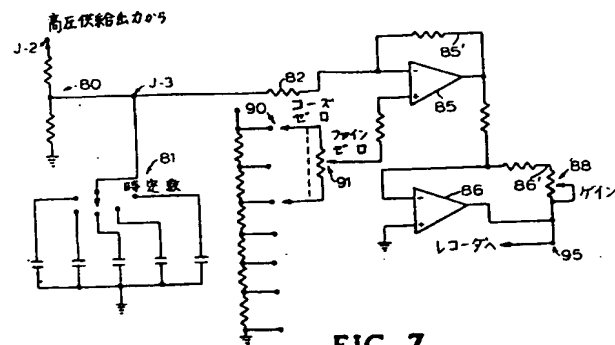 高圧供給出力から
J-2
80
J-3
82
85'
85
90
コーズ
ゼロ
ファイン
ゼロ
91
81
時定数
86
86'
88
ゲイン
レコーダへ
95
FIG. 7